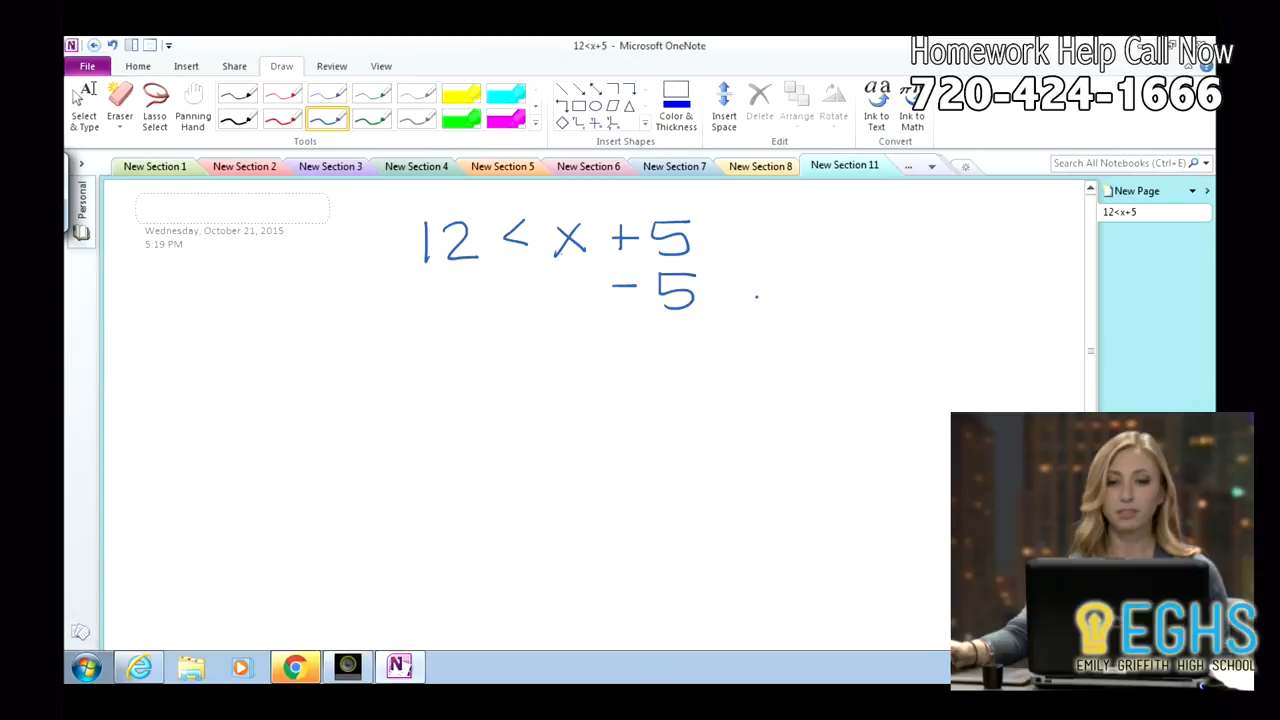 12<x+5 - Microsoft OneNote
Homework Help Call Now
720-424-1666
File Home Insert Share Draw Review View
Select & Type
Eraser
Lasso Select
Panning Hand
Color & Thickness
Insert Space
Delete
Arrange
Rotate
Ink to Text
Ink to Math
Tools
Insert Shapes
Edit
Convert
New Section 1 New Section 2 New Section 3 New Section 4 New Section 5 New Section 6 New Section 7 New Section 8 New Section 11 ...
Search All Notebooks (Ctrl+E)
Personal
New Page
12<x+5
Wednesday, October 21, 2015
5:19 PM
12 < x + 5
- 5
EGHS
EMILY GRIFFITH HIGH SCHOOL